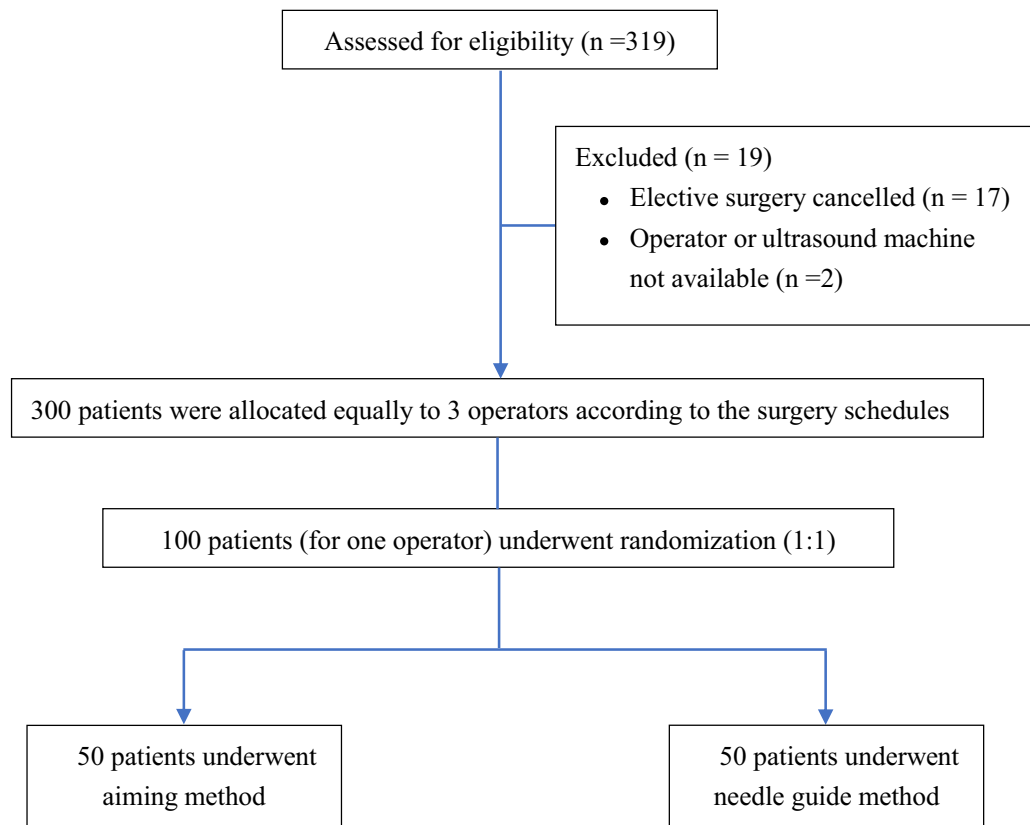 Assessed for eligibility (n =319)
Excluded (n = 19)
• Elective surgery cancelled (n = 17)
• Operator or ultrasound machine
not available (n =2)
300 patients were allocated equally to 3 operators according to the surgery schedules
100 patients (for one operator) underwent randomization (1:1)
50 patients underwent
aiming method
50 patients underwent
needle guide method